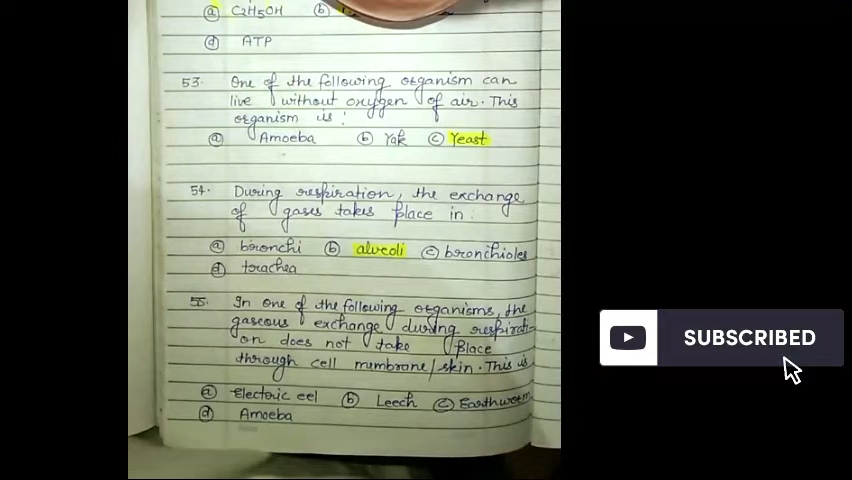 ⓐ C2H5OH ⓑ
ⓓ ATP
53. One of the following organism can
live without oxygen of air. This
organism is!
ⓐ Amoeba ⓑ Yak ⓒ Yeast
54. During respiration, the exchange
of gases takes place in.
ⓐ bronchi ⓑ alveoli ⓒ bronchioles
ⓓ trachea
55. In one of the following organisms, the
gaseous exchange during respirati-
on does not take place
through cell membrane/skin. This is
ⓐ Electric eel ⓑ Leech ⓒ Earthworm
ⓓ Amoeba
SUBSCRIBED